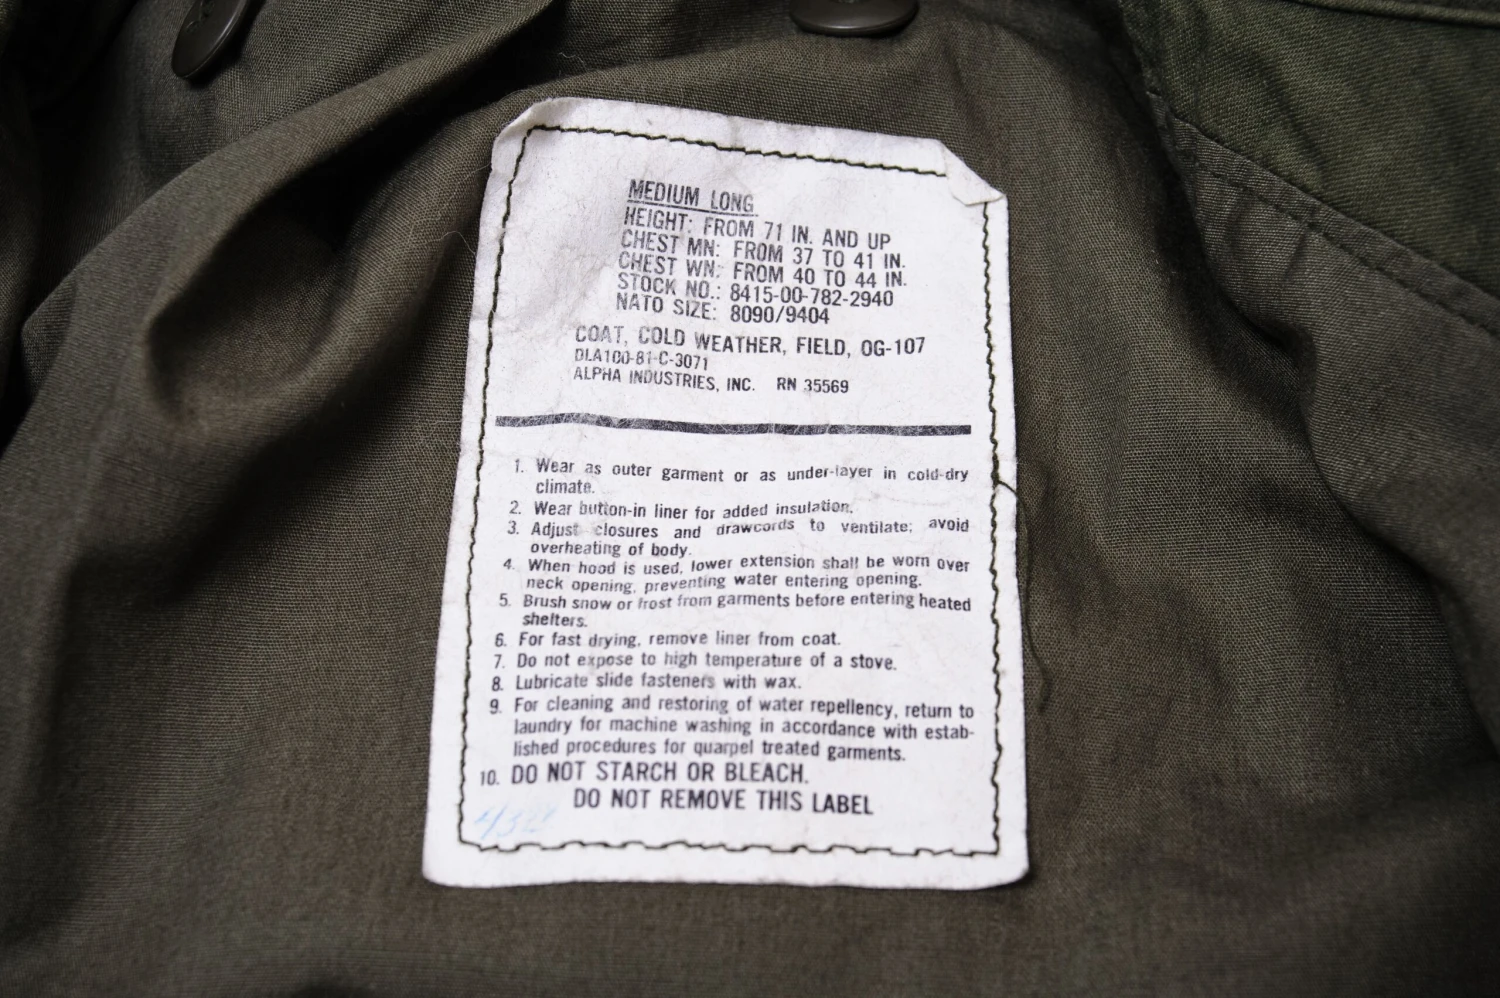 MEDIUM LONG
HEIGHT: FROM 71 IN. AND UP
CHEST MN: FROM 37 TO 41 IN.
CHEST WN: FROM 40 TO 44 IN.
STOCK NO.: 8415-00-782-2940
NATO SIZE: 8090/9404
COAT, COLD WEATHER, FIELD, OG-107
DLA100-81-C-3071
ALPHA INDUSTRIES, INC. RN 35569
1. Wear as outer garment or as under-layer in cold-dry
climate.
2. Wear button-in liner for added insulation.
3. Adjust closures and drawcords to ventilate; avoid
overheating of body.
4. When hood is used, lower extension shall be worn over
neck opening, preventing water entering opening.
5. Brush snow or frost from garments before entering heated
shelters.
6. For fast drying, remove liner from coat.
7. Do not expose to high temperature of a stove.
8. Lubricate slide fasteners with wax.
9. For cleaning and restoring of water repellency, return to
laundry for machine washing in accordance with estab-
lished procedures for quarpel treated garments.
10. DO NOT STARCH OR BLEACH.
DO NOT REMOVE THIS LABEL